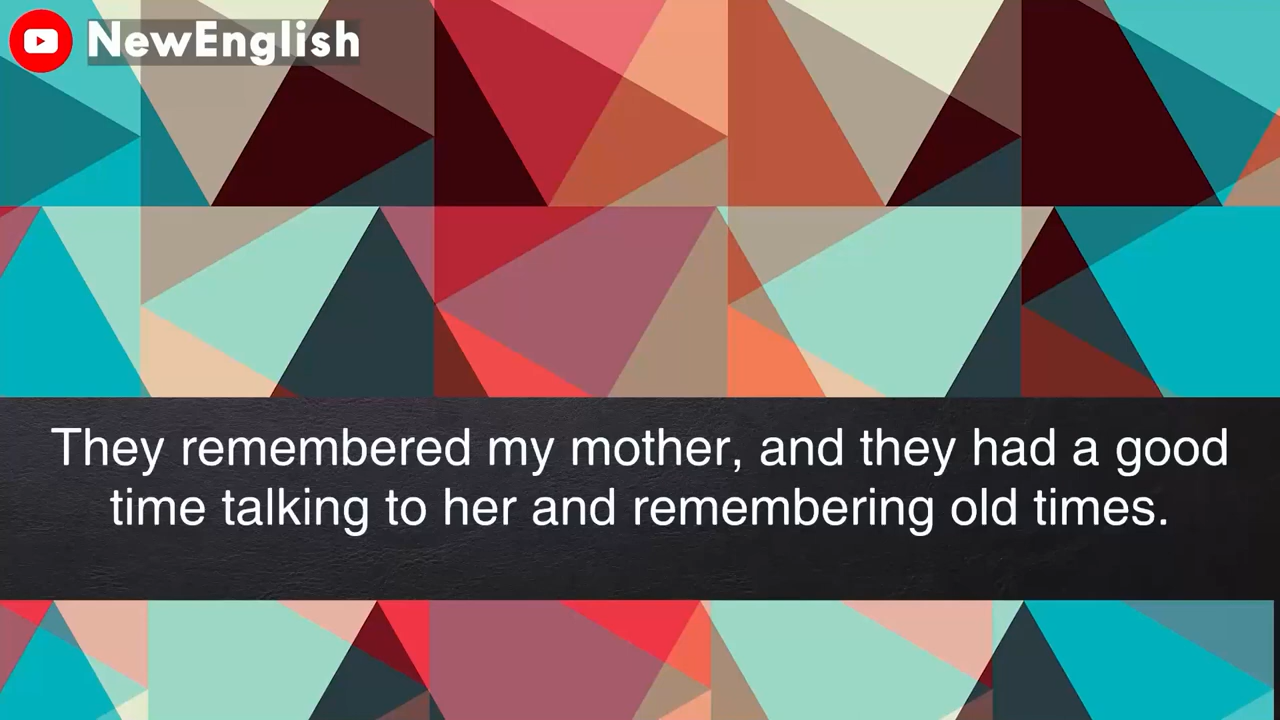 NewEnglish
They remembered my mother, and they had a good
time talking to her and remembering old times.